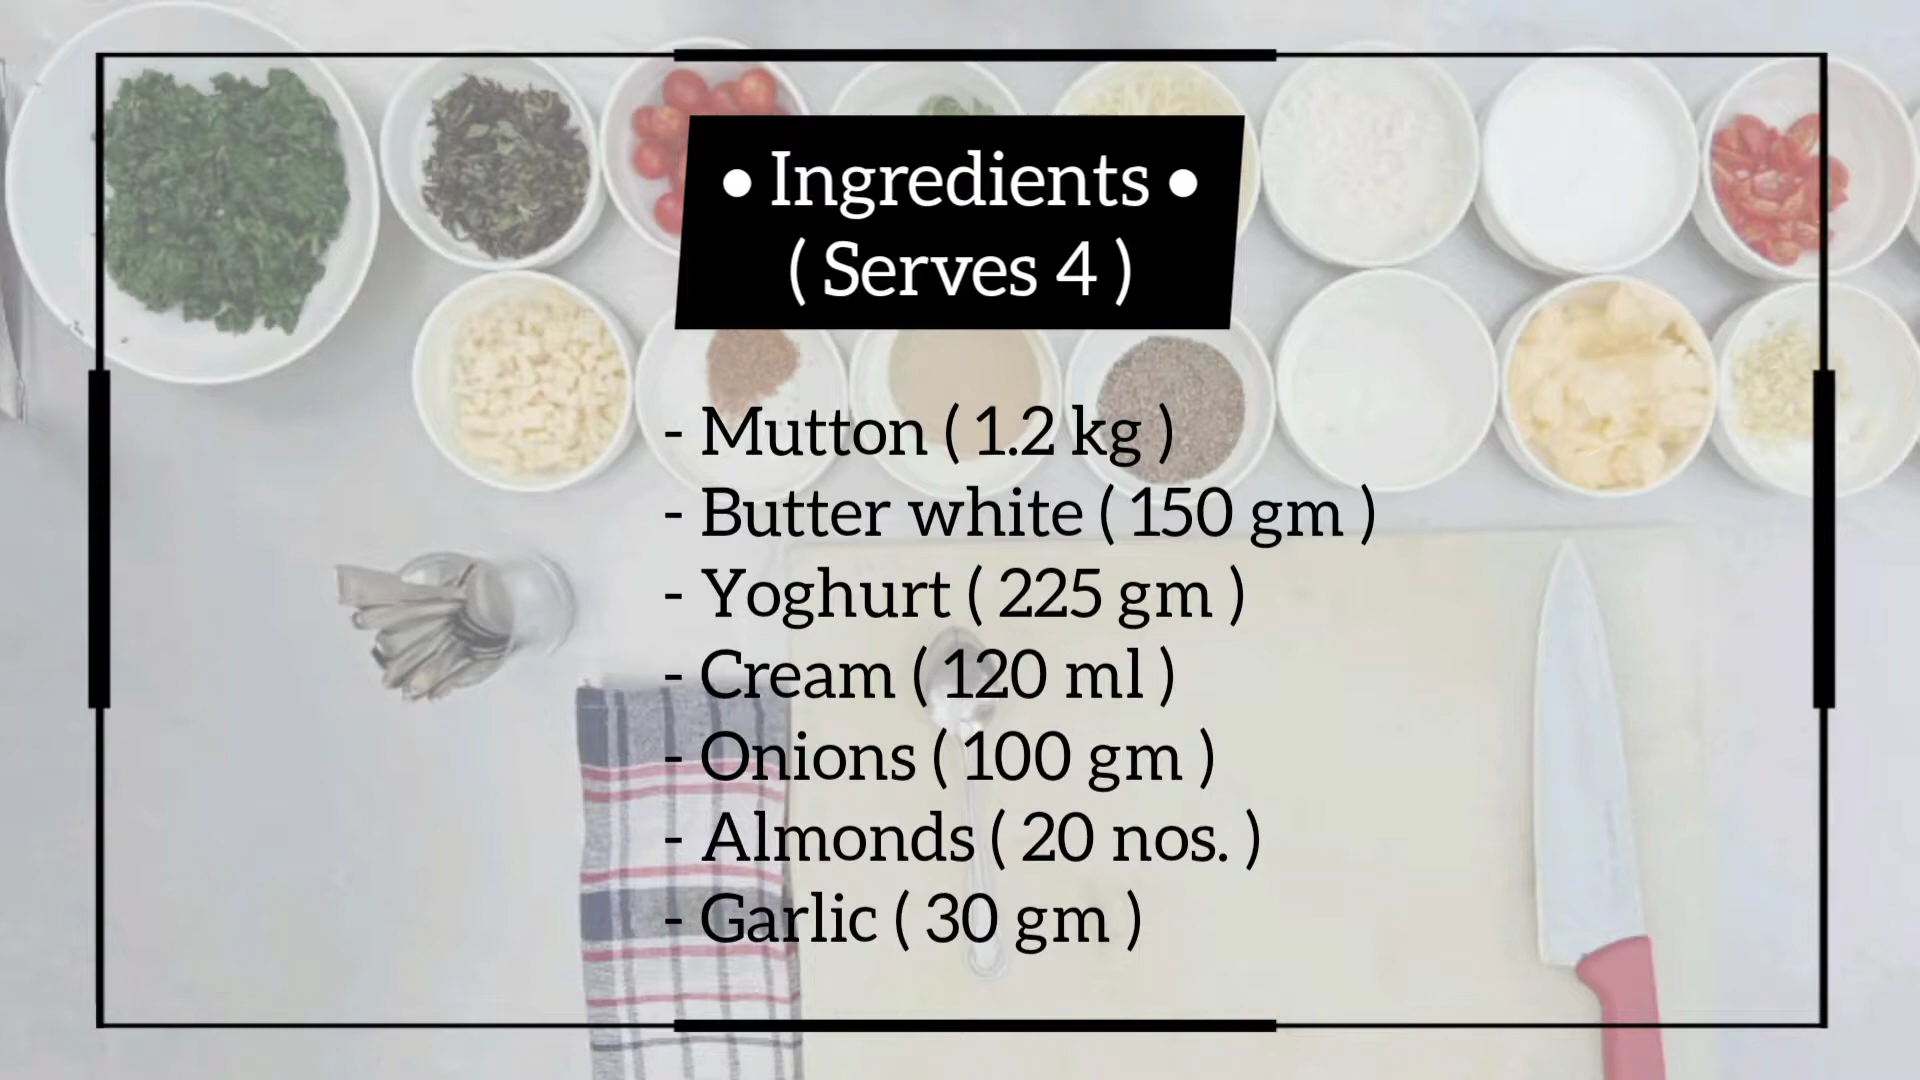 • Ingredients •
( Serves 4 )
- Mutton ( 1.2 kg )
- Butter white ( 150 gm )
- Yoghurt ( 225 gm )
- Cream ( 120 ml )
- Onions ( 100 gm )
- Almonds ( 20 nos. )
- Garlic ( 30 gm )